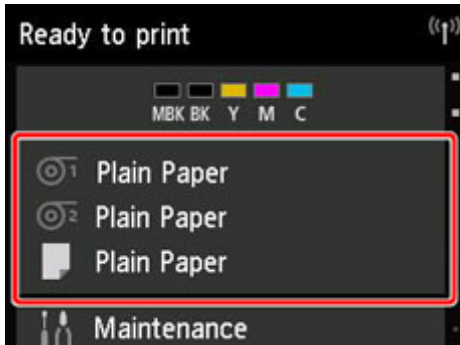 Ready to print
MBK BK Y M C
1 Plain Paper
2 Plain Paper
Plain Paper
Maintenance